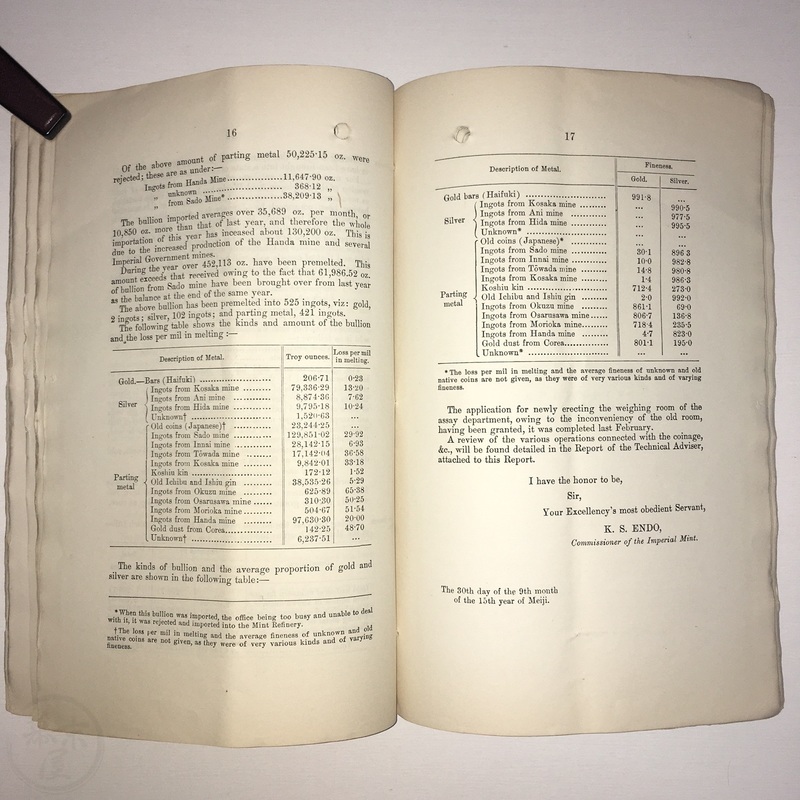 16
Of the above amount of parting metal 50,225·15 oz. were
rejected; these are as under:—
Ingots from Handa Mine..................11,647·90 oz.
„ unknown ........................... 368·12 „
„ from Sado Mine*..................38,209·13 „
The bullion imported averages over 35,689 oz. per month, or
10,850 oz. more than that of last year, and therefore the whole
importation of this year has inceased about 130,200 oz. This is
due to the increased production of the Handa mine and several
Imperial Government mines.
During the year over 452,113 oz. have been premelted. This
amount exceeds that received owing to the fact that 61,986.52 oz.
of bullion from Sado mine have been brought over from last year
as the balance at the end of the same year.
The above bullion has been premelted into 525 ingots, viz: gold,
2 ingots; silver, 102 ingots; and parting metal, 421 ingots.
The following table shows the kinds and amount of the bullion
and the loss per mil in melting :—
Description of Metal. Troy ounces. Loss per mil in melting.
Gold.—Bars (Haifuki) ........................ 206·71 0·23
Silver
Ingots from Kosaka mine ......... 79,336·29 13·20
Ingots from Ani mine ......... 8,874·36 7·62
Ingots from Hida mine ......... 9,795·18 10·24
Unknown† .............................. 1,520·63 ...
Parting metal
Old coins (Japanese)† ............... 23,244·25 ...
Ingots from Sado mine ......... 129,851·02 29·92
Ingots from Innai mine ......... 28,142·15 6·93
Ingots from Tōwada mine ......... 17,142·04 36·58
Ingots from Kosaka mine ......... 9,842·01 33·18
Koshiu kin .............................. 172·12 1·52
Old Ichibu and Ishiu gin ......... 38,535·26 5·29
Ingots from Okuzu mine ......... 625·89 65·38
Ingots from Osarusawa mine ...... 310·30 50·25
Ingots from Morioka mine ......... 504·67 51·54
Ingots from Handa mine ......... 97,630·30 20·00
Gold dust from Corea............... 142·25 48·70
Unknown† .............................. 6,237·51 ...
The kinds of bullion and the average proportion of gold and
silver are shown in the following table:—
* When this bullion was imported, the office being too busy and unable to deal
with it, it was rejected and imported into the Mint Refinery.
† The loss per mil in melting and the average fineness of unknown and old
native coins are not given, as they were of very various kinds and of varying
fineness.
17
Description of Metal. Fineness.
Gold. Silver.
Gold bars (Haifuki) ........................ 991·8 ...
Silver
Ingots from Kosaka mine ......... ... 990·5
Ingots from Ani mine ......... ... 977·5
Ingots from Hida mine ......... ... 995·5
Unknown* .............................. ... ...
Parting metal
Old coins (Japanese)* ............... ... ...
Ingots from Sado mine ......... 30·1 896 3
Ingots from Innai mine ......... 10·0 982·8
Ingots from Tōwada mine ......... 14·8 980·8
Ingots from Kosaka mine ......... 1·4 986·3
Koshiu kin .............................. 712·4 273·0
Old Ichibu and Ishiu gin ......... 2·0 992·0
Ingots from Okuzu mine ......... 861·1 69·0
Ingots from Osarusawa mine...... 806·7 136·8
Ingots from Morioka mine......... 718·4 235·5
Ingots from Handa mine ......... 4·7 823·0
Gold dust from Corea............... 801·1 195·0
Unknown* .............................. ... ...
* The loss per mil in melting and the average fineness of unknown and old
native coins are not given, as they were of very various kinds and of varying
fineness.
The application for newly erecting the weighing room of the
assay department, owing to the inconveniency of the old room,
having been granted, it was completed last February.
A review of the various operations connected with the coinage,
&c., will be found detailed in the Report of the Technical Adviser,
attached to this Report.
I have the honor to be,
Sir,
Your Excellency's most obedient Servant,
K. S. ENDO,
Commissioner of the Imperial Mint.
The 30th day of the 9th month
of the 15th year of Meiji.